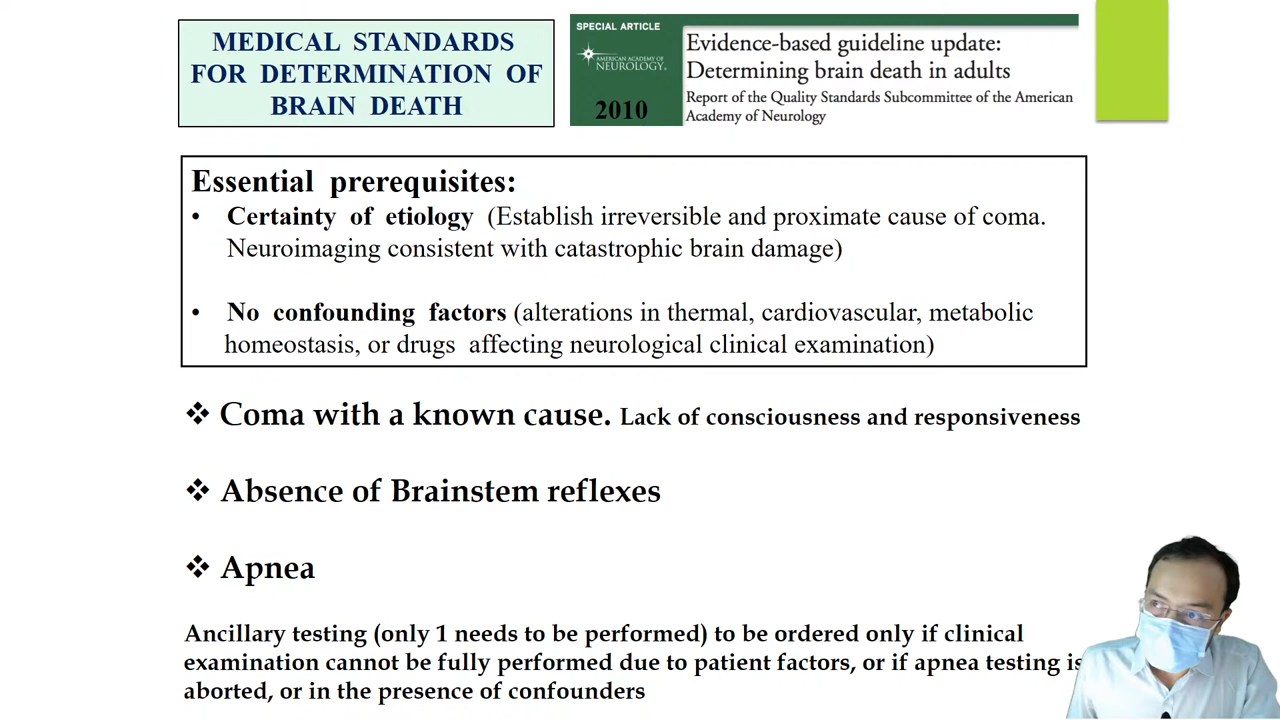 MEDICAL STANDARDS
FOR DETERMINATION OF
BRAIN DEATH
SPECIAL ARTICLE
AMERICAN ACADEMY OF
NEUROLOGY.
2010
Evidence-based guideline update:
Determining brain death in adults
Report of the Quality Standards Subcommittee of the American
Academy of Neurology
Essential prerequisites:
• Certainty of etiology (Establish irreversible and proximate cause of coma.
Neuroimaging consistent with catastrophic brain damage)
• No confounding factors (alterations in thermal, cardiovascular, metabolic
homeostasis, or drugs affecting neurological clinical examination)
❖ Coma with a known cause. Lack of consciousness and responsiveness
❖ Absence of Brainstem reflexes
❖ Apnea
Ancillary testing (only 1 needs to be performed) to be ordered only if clinical
examination cannot be fully performed due to patient factors, or if apnea testing is
aborted, or in the presence of confounders